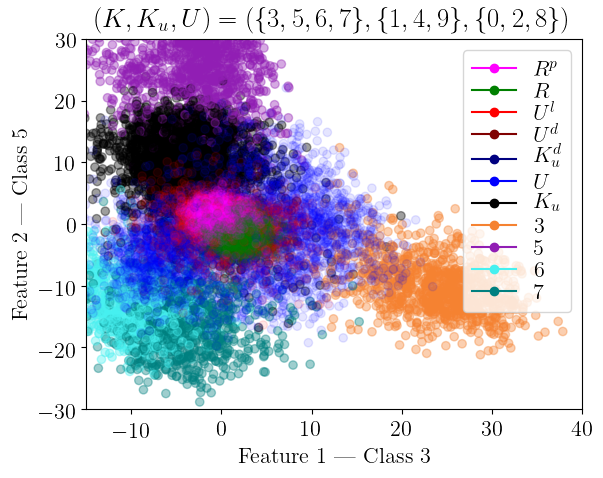 (K, K_u, U) = ({3, 5, 6, 7}, {1, 4, 9}, {0, 2, 8})
30
20
10
0
−10
−20
−30
Feature 2 — Class 5
R^p
R
U^l
U^d
K_u^d
U
K_u
3
5
6
7
−10
0
10
20
30
40
Feature 1 — Class 3